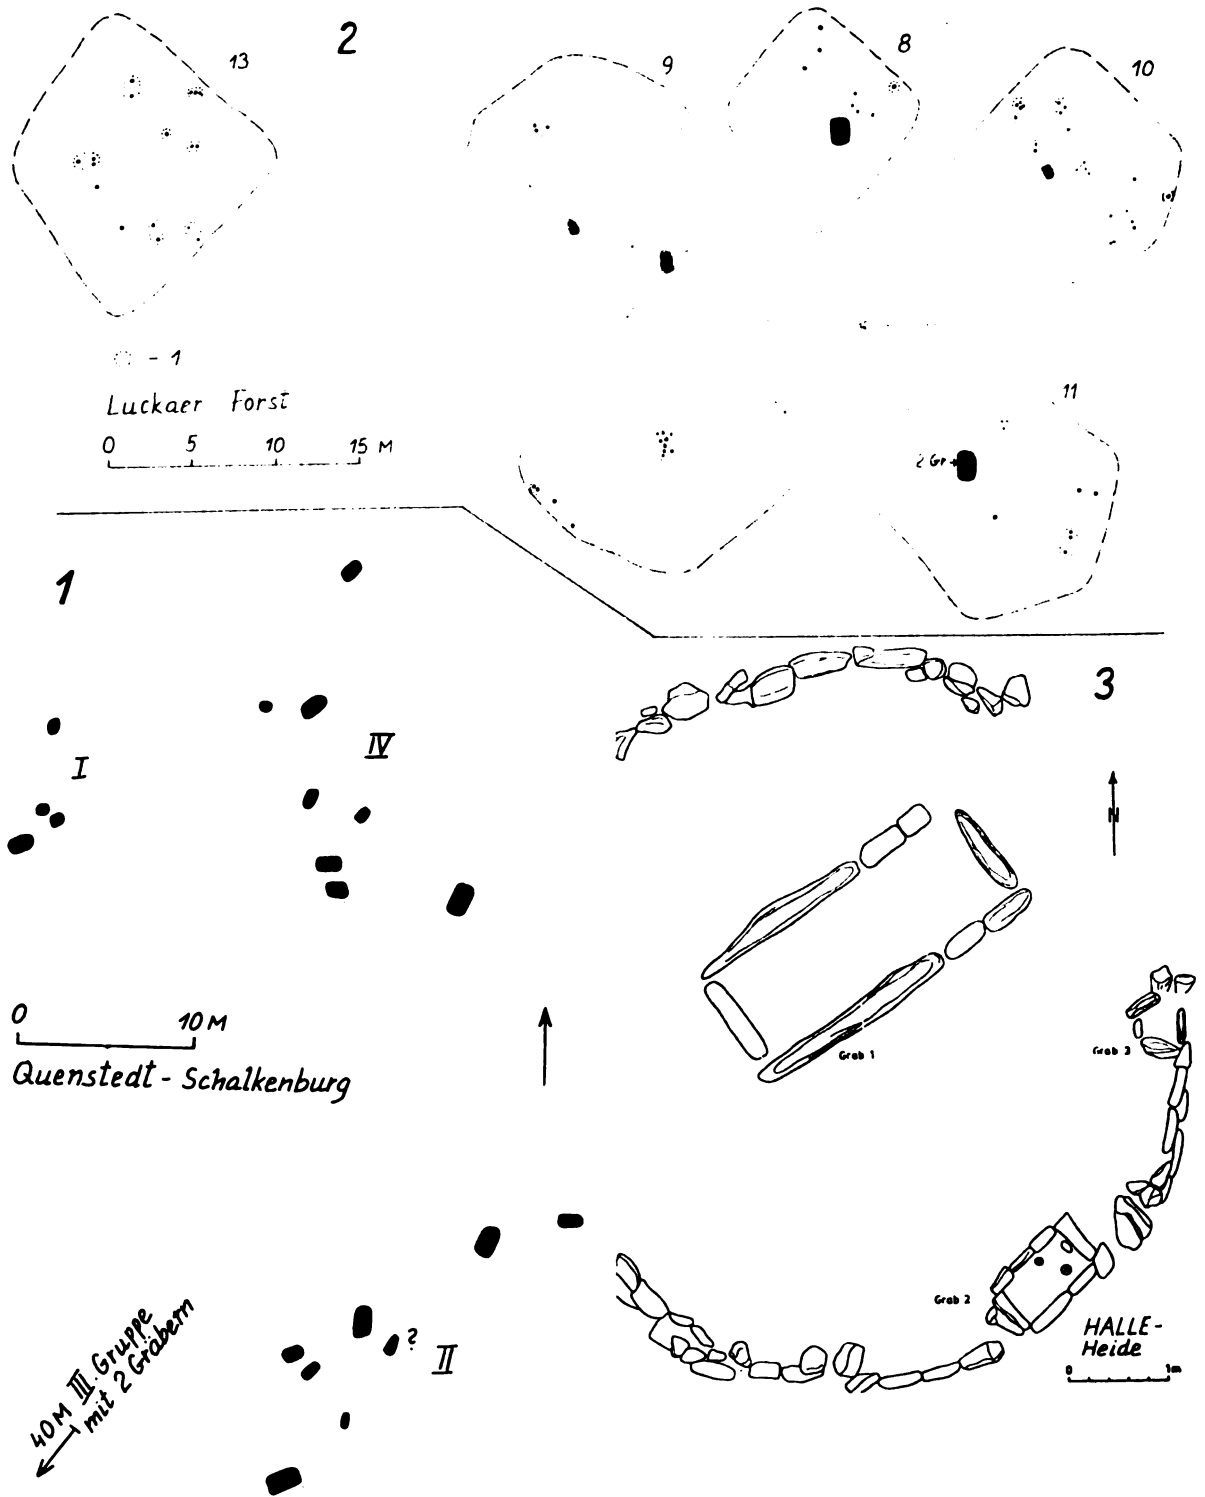 2
13
9
8
10
- 1
Luckaer Forst
0 5 10 15 M
11
2 Gr.
1
I
IV
0 10 M
Quenstedt - Schalkenburg
40 M III. Gruppe
mit 2 Gräbern
?
II
3
N
Grab 1
Grab 3
Grab 2
HALLE-
Heide
0 1m